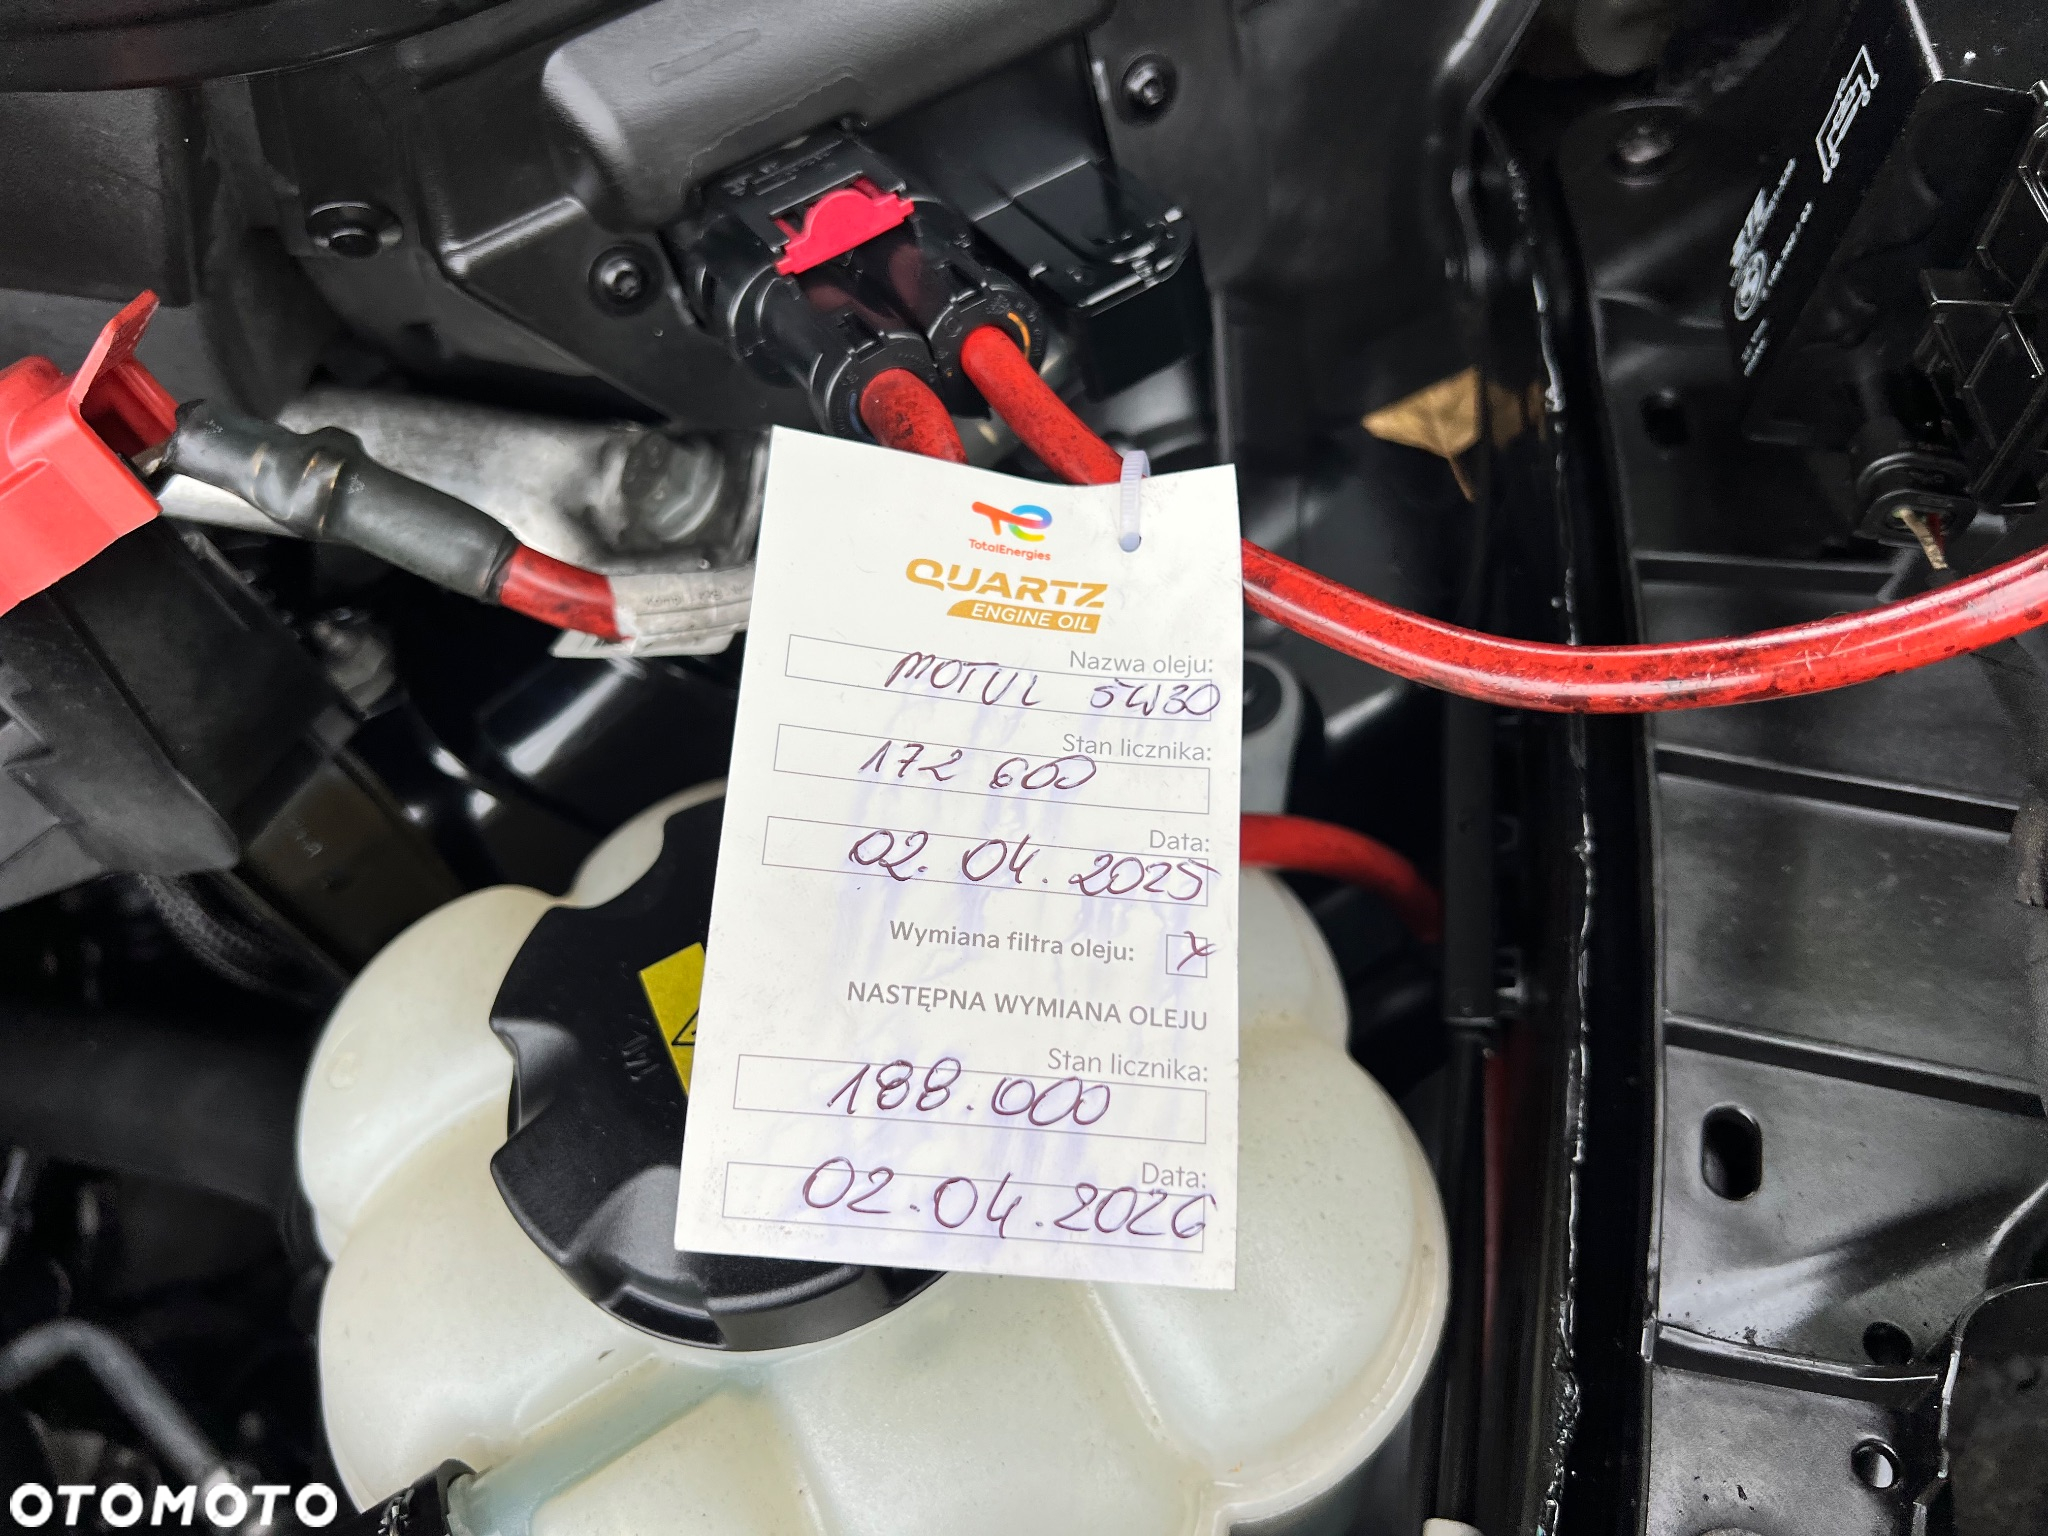 TotalEnergies
QUARTZ
ENGINE OIL
Nazwa oleju:
MOTUL 5W30
Stan licznika:
172 600
Data:
02.04.2025
Wymiana filtra oleju: X
NASTĘPNA WYMIANA OLEJU
Stan licznika:
188.000
Data:
02.04.2026
OTOMOTO